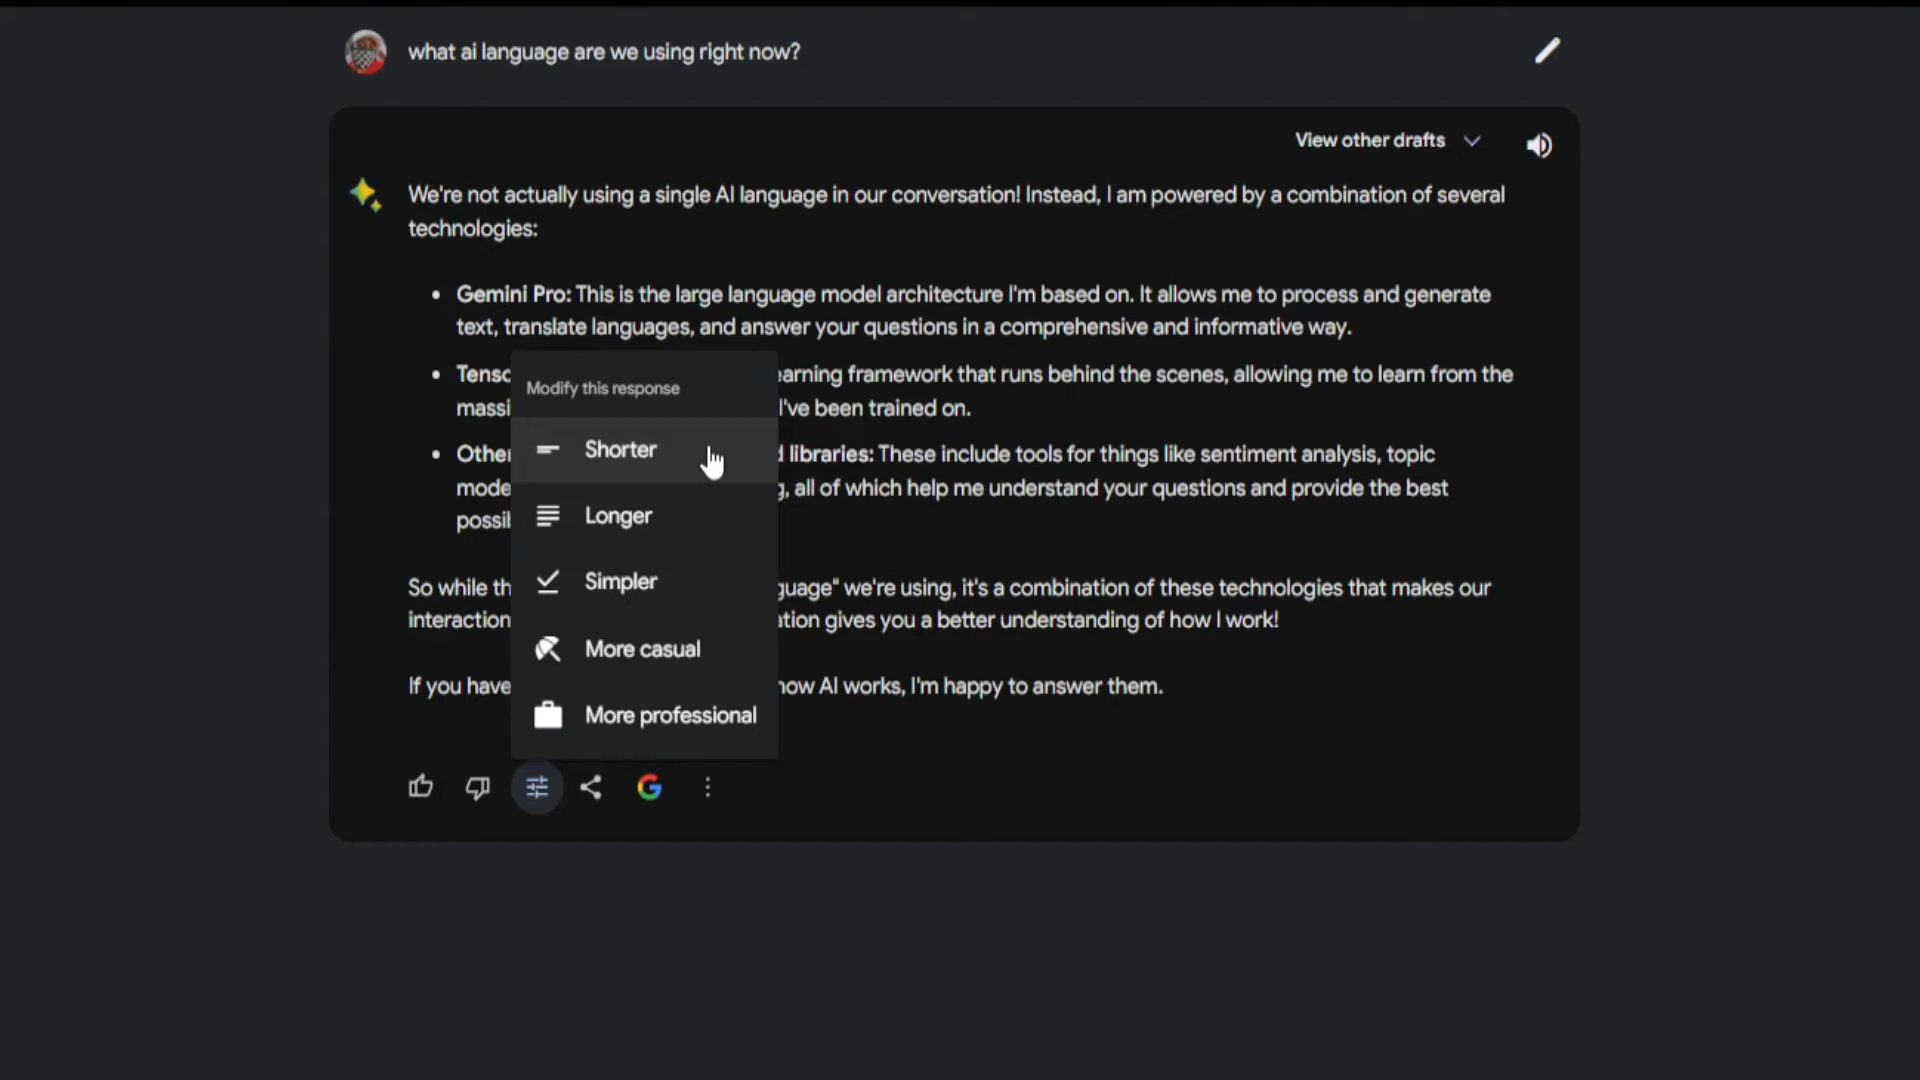 what ai language are we using right now?
View other drafts
We're not actually using a single AI language in our conversation! Instead, I am powered by a combination of several
technologies:
• Gemini Pro: This is the large language model architecture I'm based on. It allows me to process and generate
text, translate languages, and answer your questions in a comprehensive and informative way.
• Tenso earning framework that runs behind the scenes, allowing me to learn from the
massi I've been trained on.
• Other libraries: These include tools for things like sentiment analysis, topic
mode , all of which help me understand your questions and provide the best
possib
So while th guage" we're using, it's a combination of these technologies that makes our
interaction ation gives you a better understanding of how I work!
If you have how AI works, I'm happy to answer them.
Modify this response
Shorter
Longer
Simpler
More casual
More professional